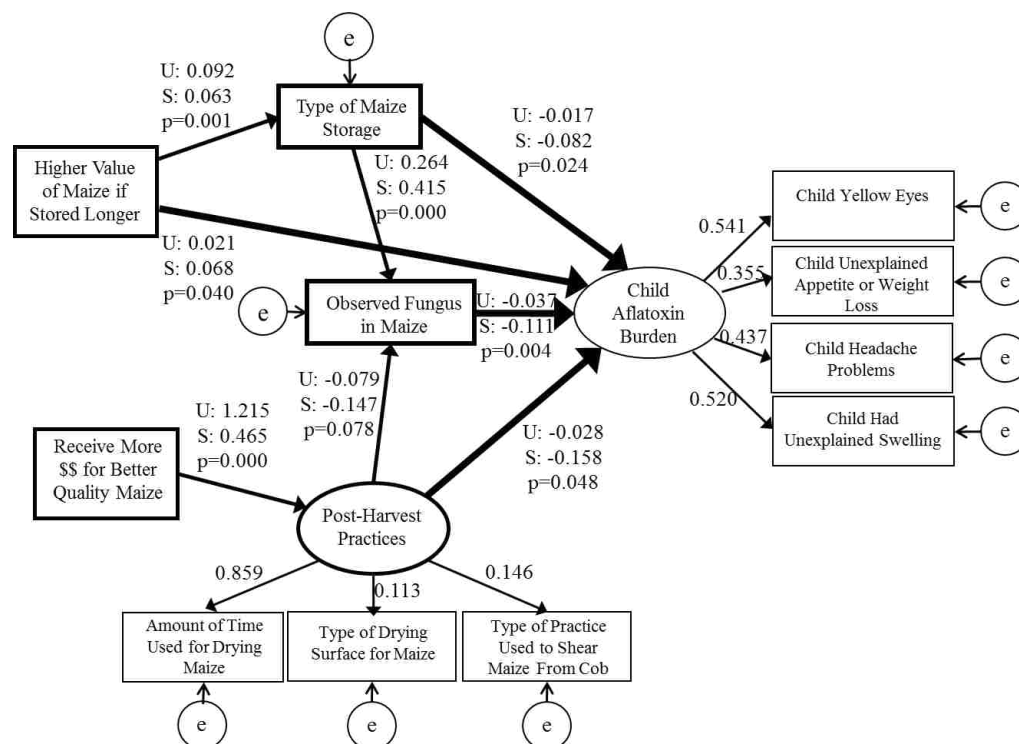 e
U: 0.092
S: 0.063
p=0.001
Type of Maize
Storage
U: -0.017
S: -0.082
p=0.024
Higher Value
of Maize if
Stored Longer
U: 0.264
S: 0.415
p=0.000
Child Yellow Eyes
e
0.541
U: 0.021
S: 0.068
p=0.040
0.355
Child Unexplained
Appetite or Weight
Loss
e
e
Observed Fungus
in Maize
U: -0.037
S: -0.111
p=0.004
Child
Aflatoxin
Burden
0.437
Child Headache
Problems
e
U: -0.079
S: -0.147
p=0.078
0.520
Child Had
Unexplained Swelling
e
Receive More
$$ for Better
Quality Maize
U: 1.215
S: 0.465
p=0.000
U: -0.028
S: -0.158
p=0.048
Post-Harvest
Practices
0.859
0.113
0.146
Amount of Time
Used for Drying
Maize
Type of Drying
Surface for Maize
Type of Practice
Used to Shear
Maize From Cob
e
e
e